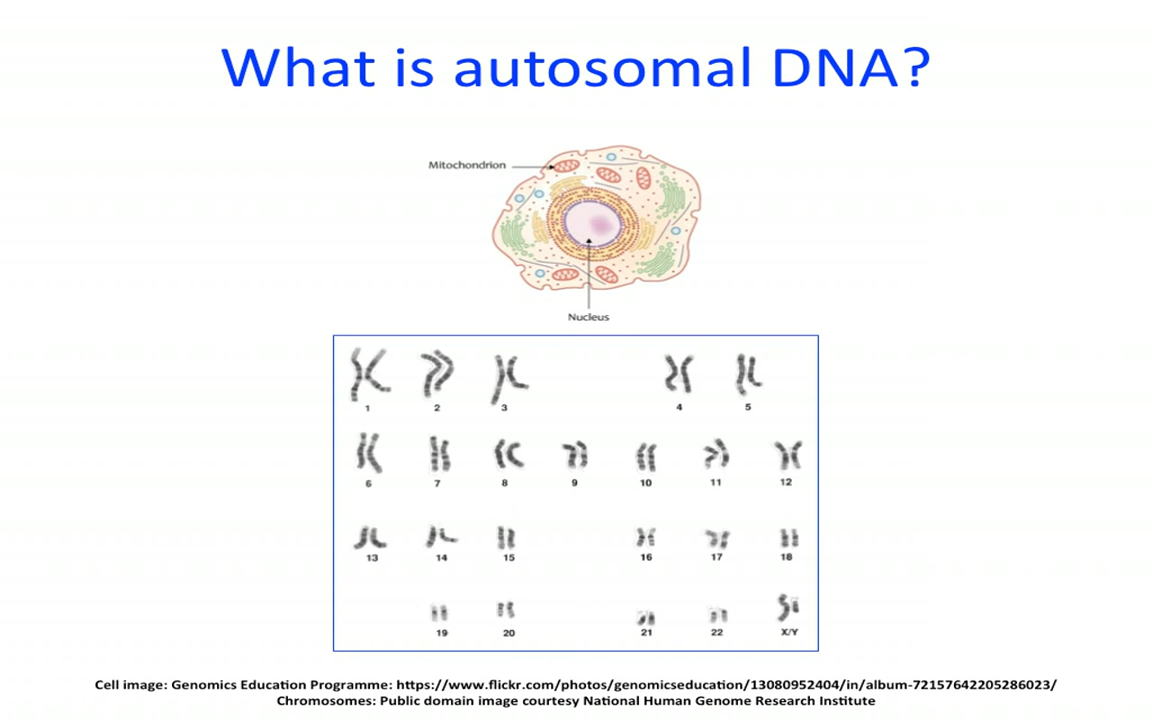 What is autosomal DNA?
Mitochondrion
Nucleus
1 2 3 4 5
6 7 8 9 10 11 12
13 14 15 16 17 18
19 20 21 22 X/Y
Cell image: Genomics Education Programme: https://www.flickr.com/photos/genomicseducation/13080952404/in/album-72157642205286023/
Chromosomes: Public domain image courtesy National Human Genome Research Institute